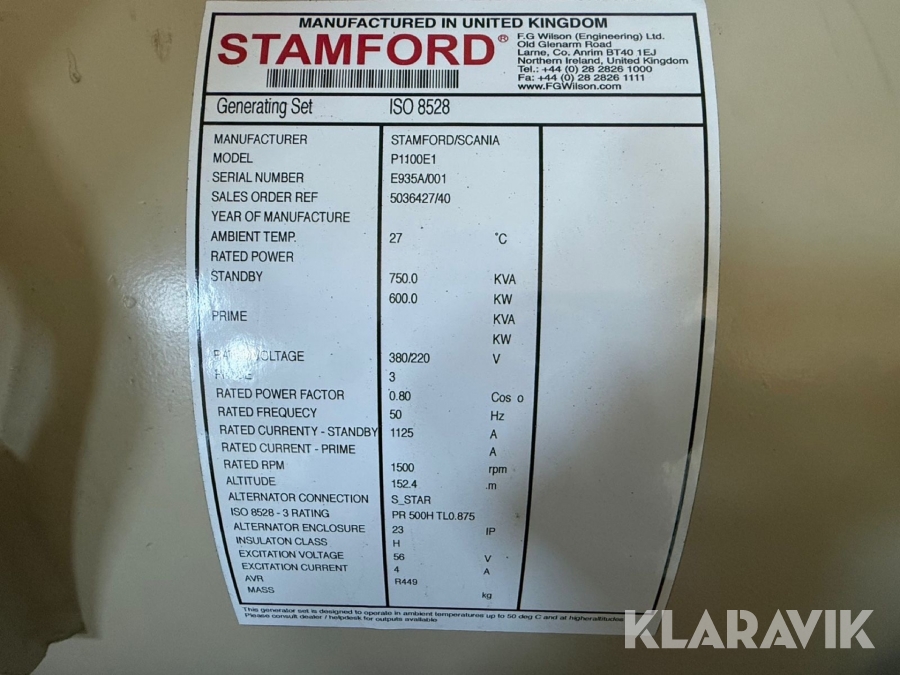 MANUFACTURED IN UNITED KINGDOM
STAMFORD®
F.G Wilson (Engineering) Ltd.
Old Glenarm Road
Larne, Co. Anrim BT40 1EJ
Northern Ireland, United Kingdom
Tel.: +44 (0) 28 2826 1000
Fa: +44 (0) 28 2826 1111
www.FGWilson.com
Generating Set ISO 8528
MANUFACTURER STAMFORD/SCANIA
MODEL P1100E1
SERIAL NUMBER E935A/001
SALES ORDER REF 5036427/40
YEAR OF MANUFACTURE
AMBIENT TEMP. 27 °C
RATED POWER
STANDBY 750.0 KVA
600.0 KW
PRIME KVA
KW
VOLTAGE 380/220 V
3
RATED POWER FACTOR 0.80 Cos o
RATED FREQUECY 50 Hz
RATED CURRENTY - STANDBY 1125 A
RATED CURRENT - PRIME A
RATED RPM 1500 rpm
ALTITUDE 152.4 .m
ALTERNATOR CONNECTION S_STAR
ISO 8528 - 3 RATING PR 500H TL0.875
ALTERNATOR ENCLOSURE 23 IP
INSULATON CLASS H
EXCITATION VOLTAGE 56 V
EXCITATION CURRENT 4 A
AVR R449
MASS kg
This generator set is designed to operate in ambient temperatures up to 50 deg C and at higheraltitudes
Please consult dealer / helpdesk for outputs available
KLARAVIK